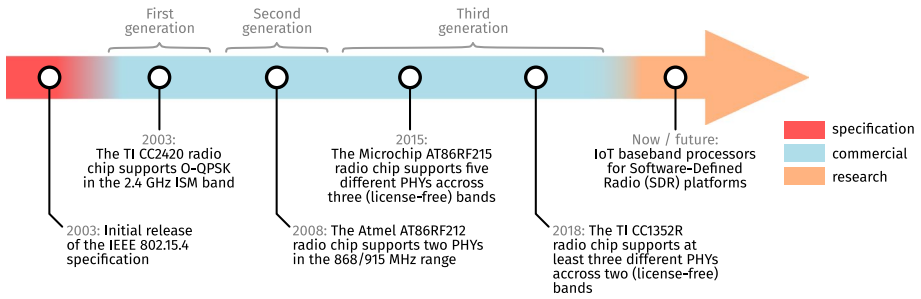 First
generation
Second
generation
Third
generation
2003:
The TI CC2420 radio
chip supports O-QPSK
in the 2.4 GHz ISM band
2015:
The Microchip AT86RF215
radio chip supports five
different PHYs accross
three (license-free) bands
Now / future:
IoT baseband processors
for Software-Defined
Radio (SDR) platforms
specification
commercial
research
2003: Initial release
of the IEEE 802.15.4
specification
2008: The Atmel AT86RF212
radio chip supports two PHYs
in the 868/915 MHz range
2018: The TI CC1352R
radio chip supports at
least three different PHYs
accross two (license-free)
bands